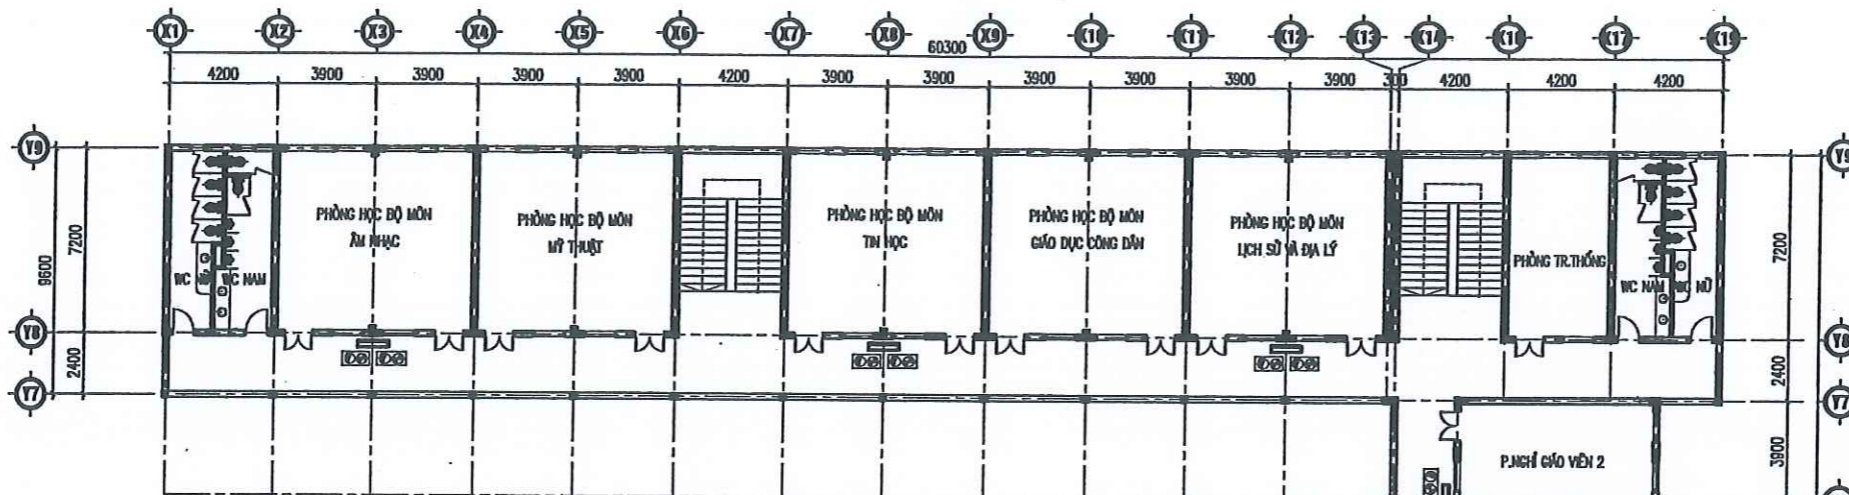 X1 X2 X3 X4 X5 X6 X7 X8 X9 X10 X11 X12 X13 X14 X16 X17 X19
60300
4200 3900 3900 3900 3900 4200 3900 3900 3900 3900 3900 3900 300 4200 4200 4200
Y9 Y9
9600 7200 7200
PHÒNG HỌC BỘ MÔN
ÂM NHẠC
PHÒNG HỌC BỘ MÔN
MỸ THUẬT
PHÒNG HỌC BỘ MÔN
TIN HỌC
PHÒNG HỌC BỘ MÔN
GIÁO DỤC CÔNG DÂN
PHÒNG HỌC BỘ MÔN
LỊCH SỬ VÀ ĐỊA LÝ
PHÒNG TR.THỐNG
WC NỮ WC NAM
WC NAM WC NỮ
Y8 Y8
2400 2400
Y7 Y7
P.NGHỈ GIÁO VIÊN 2
3900